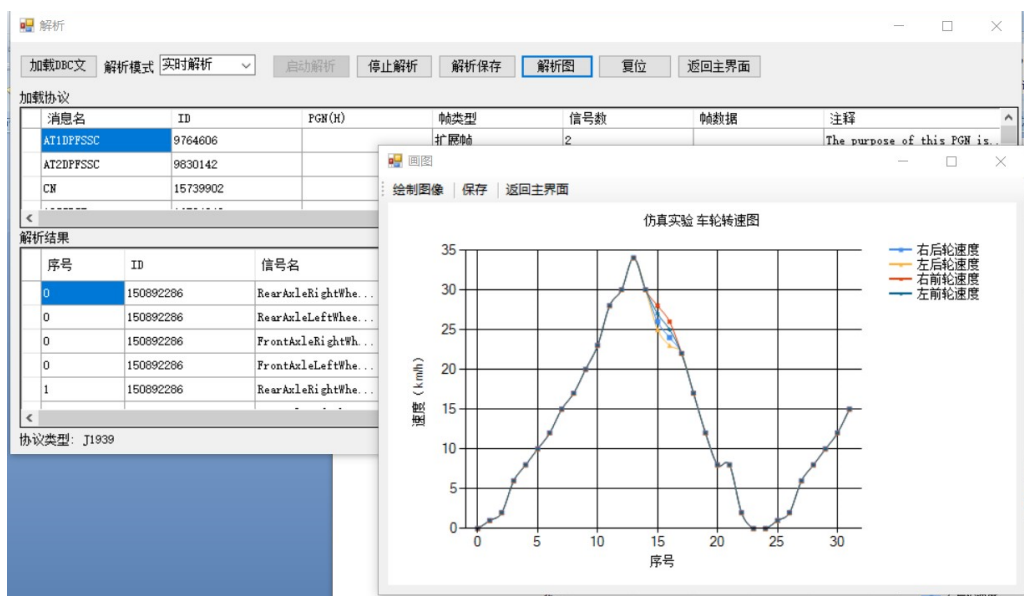 解析
加载DBC文 解析模式 实时解析 启动解析 停止解析 解析保存 解析图 复位 返回主界面
加载协议
消息名 ID PGN(H) 帧类型 信号数 帧数据 注释
AT1DPFSSC 9764606 扩展帧 2 The purpose of this PGN is...
AT2DPFSSC 9830142
CN 15739902
解析结果
序号 ID 信号名
0 150892286 RearAxleRightWhe...
0 150892286 RearAxleLeftWhee...
0 150892286 FrontAxleRightWh...
0 150892286 FrontAxleLeftWhe...
1 150892286 RearAxleRightWhe...
协议类型: J1939
画图
绘制图像 保存 返回主界面
仿真实验 车轮转速图
右后轮速度
左后轮速度
右前轮速度
左前轮速度
速度（km/h）
35
30
25
20
15
10
5
0
0 5 10 15 20 25 30
序号